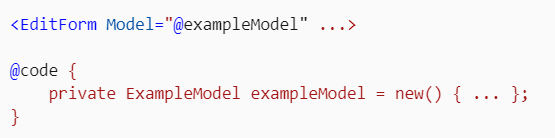 <EditForm Model="@exampleModel" ...>
@code {
    private ExampleModel exampleModel = new() { ... };
}